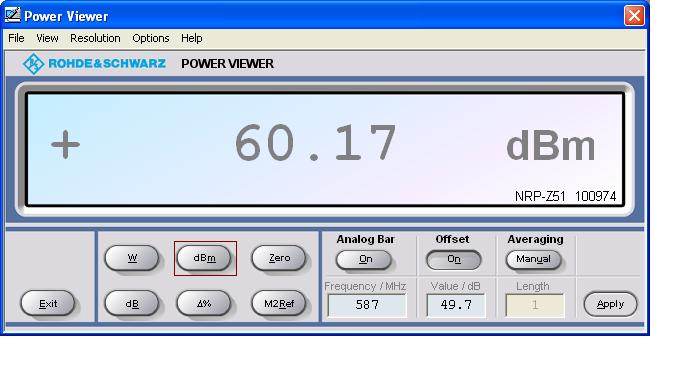 Power Viewer
File View Resolution Options Help
ROHDE&SCHWARZ POWER VIEWER
+ 60.17 dBm
NRP-Z51 100974
Analog Bar Offset Averaging
W dBm Zero On On Manual
Frequency / MHz Value / dB Length
Exit dB Δ% M2Ref 587 49.7 1 Apply